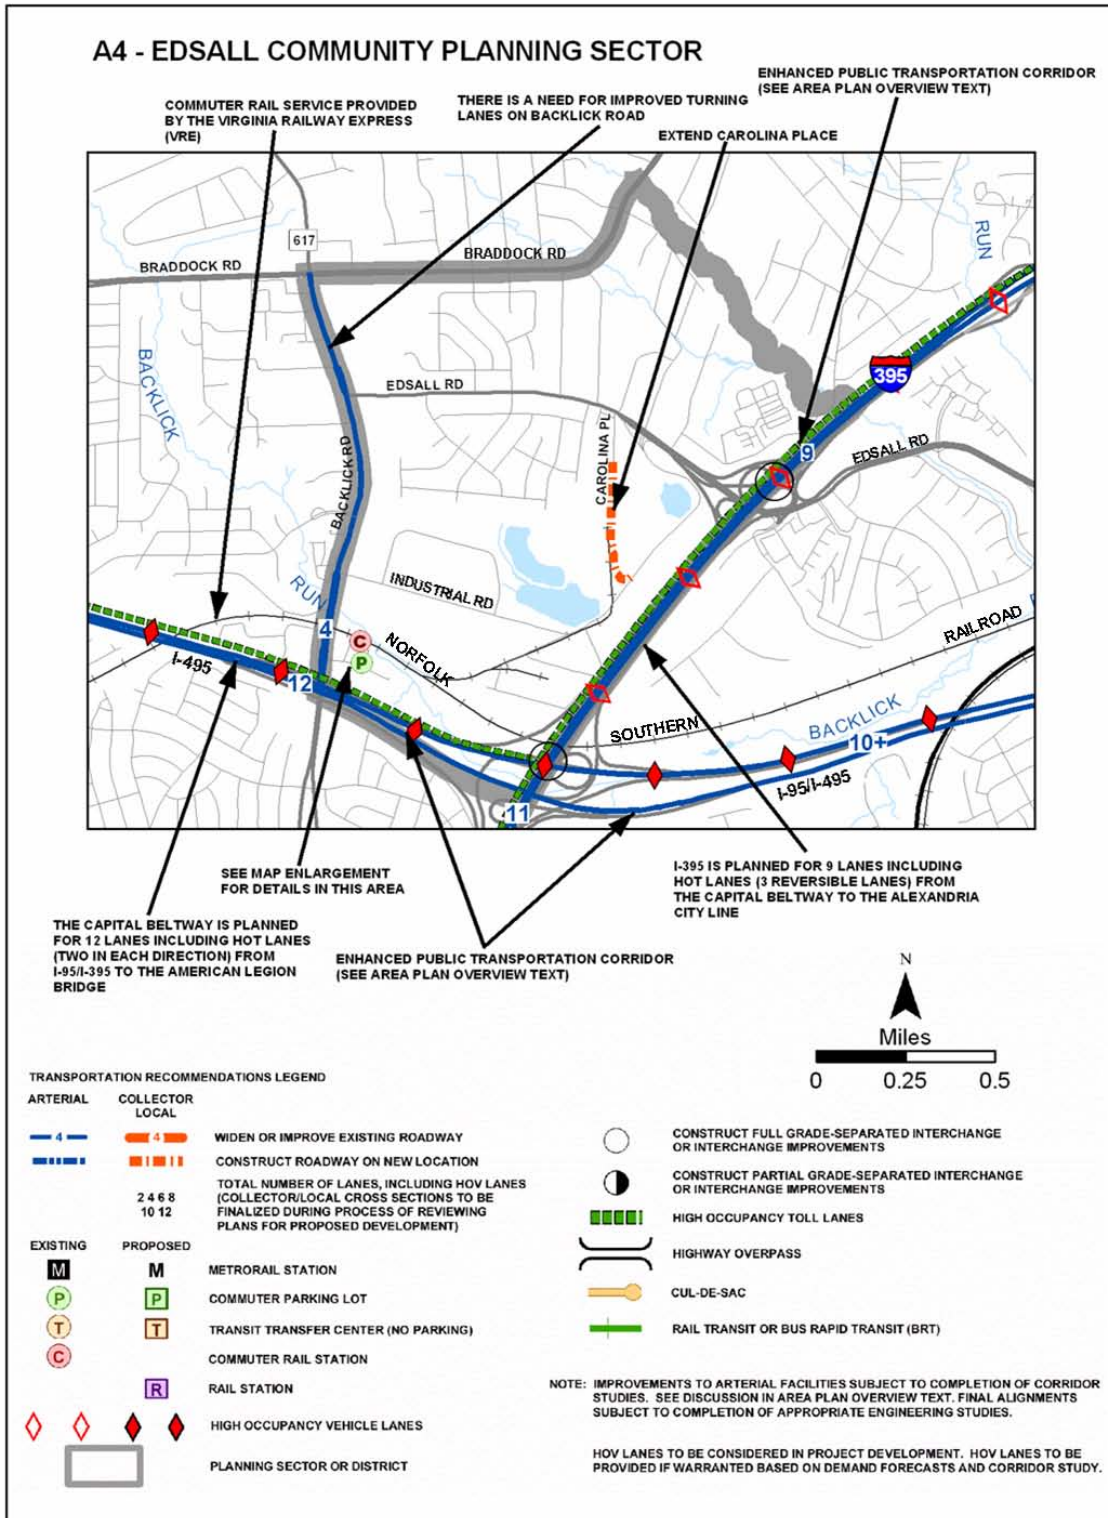 A4 - EDSALL COMMUNITY PLANNING SECTOR
ENHANCED PUBLIC TRANSPORTATION CORRIDOR
(SEE AREA PLAN OVERVIEW TEXT)
COMMUTER RAIL SERVICE PROVIDED
BY THE VIRGINIA RAILWAY EXPRESS
(VRE)
THERE IS A NEED FOR IMPROVED TURNING
LANES ON BACKLICK ROAD
EXTEND CAROLINA PLACE
617
BRADDOCK RD
BRADDOCK RD
RUN
BACKLICK
EDSALL RD
395
9
EDSALL RD
BACKLICK RD
CAROLINA PL
RUN
INDUSTRIAL RD
4
C
P
NORFOLK
RAILROAD
I-495
12
SOUTHERN
BACKLICK
10+
I-95/I-495
11
SEE MAP ENLARGEMENT
FOR DETAILS IN THIS AREA
I-395 IS PLANNED FOR 9 LANES INCLUDING
HOT LANES (3 REVERSIBLE LANES) FROM
THE CAPITAL BELTWAY TO THE ALEXANDRIA
CITY LINE
THE CAPITAL BELTWAY IS PLANNED
FOR 12 LANES INCLUDING HOT LANES
(TWO IN EACH DIRECTION) FROM
I-95/I-395 TO THE AMERICAN LEGION
BRIDGE
ENHANCED PUBLIC TRANSPORTATION CORRIDOR
(SEE AREA PLAN OVERVIEW TEXT)
N
Miles
0 0.25 0.5
TRANSPORTATION RECOMMENDATIONS LEGEND
ARTERIAL COLLECTOR
LOCAL
4 4 WIDEN OR IMPROVE EXISTING ROADWAY
CONSTRUCT ROADWAY ON NEW LOCATION
2 4 6 8
10 12
TOTAL NUMBER OF LANES, INCLUDING HOV LANES
(COLLECTOR/LOCAL CROSS SECTIONS TO BE
FINALIZED DURING PROCESS OF REVIEWING
PLANS FOR PROPOSED DEVELOPMENT)
EXISTING PROPOSED
M M METRORAIL STATION
P P COMMUTER PARKING LOT
T T TRANSIT TRANSFER CENTER (NO PARKING)
C COMMUTER RAIL STATION
R RAIL STATION
HIGH OCCUPANCY VEHICLE LANES
PLANNING SECTOR OR DISTRICT
CONSTRUCT FULL GRADE-SEPARATED INTERCHANGE
OR INTERCHANGE IMPROVEMENTS
CONSTRUCT PARTIAL GRADE-SEPARATED INTERCHANGE
OR INTERCHANGE IMPROVEMENTS
HIGH OCCUPANCY TOLL LANES
HIGHWAY OVERPASS
CUL-DE-SAC
RAIL TRANSIT OR BUS RAPID TRANSIT (BRT)
NOTE: IMPROVEMENTS TO ARTERIAL FACILITIES SUBJECT TO COMPLETION OF CORRIDOR
STUDIES. SEE DISCUSSION IN AREA PLAN OVERVIEW TEXT. FINAL ALIGNMENTS
SUBJECT TO COMPLETION OF APPROPRIATE ENGINEERING STUDIES.
HOV LANES TO BE CONSIDERED IN PROJECT DEVELOPMENT. HOV LANES TO BE
PROVIDED IF WARRANTED BASED ON DEMAND FORECASTS AND CORRIDOR STUDY.